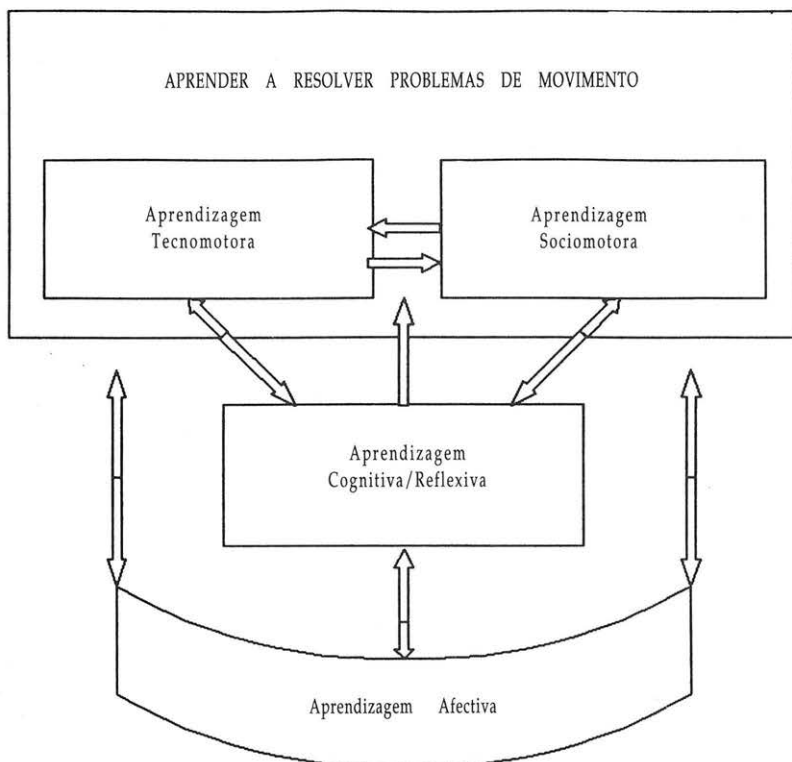 APRENDER A RESOLVER PROBLEMAS DE MOVIMENTO
Aprendizagem
Tecnomotora
Aprendizagem
Sociomotora
Aprendizagem
Cognitiva/Reflexiva
Aprendizagem Afectiva